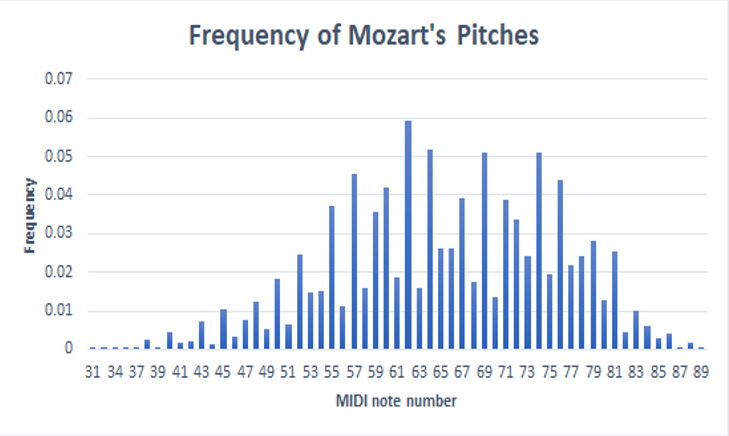 Frequency of Mozart's Pitches
0.07
0.06
0.05
0.04
0.03
0.02
0.01
0
Frequency
31 34 37 39 41 43 45 47 49 51 53 55 57 59 61 63 65 67 69 71 73 75 77 79 81 83 85 87 89
MIDI note number